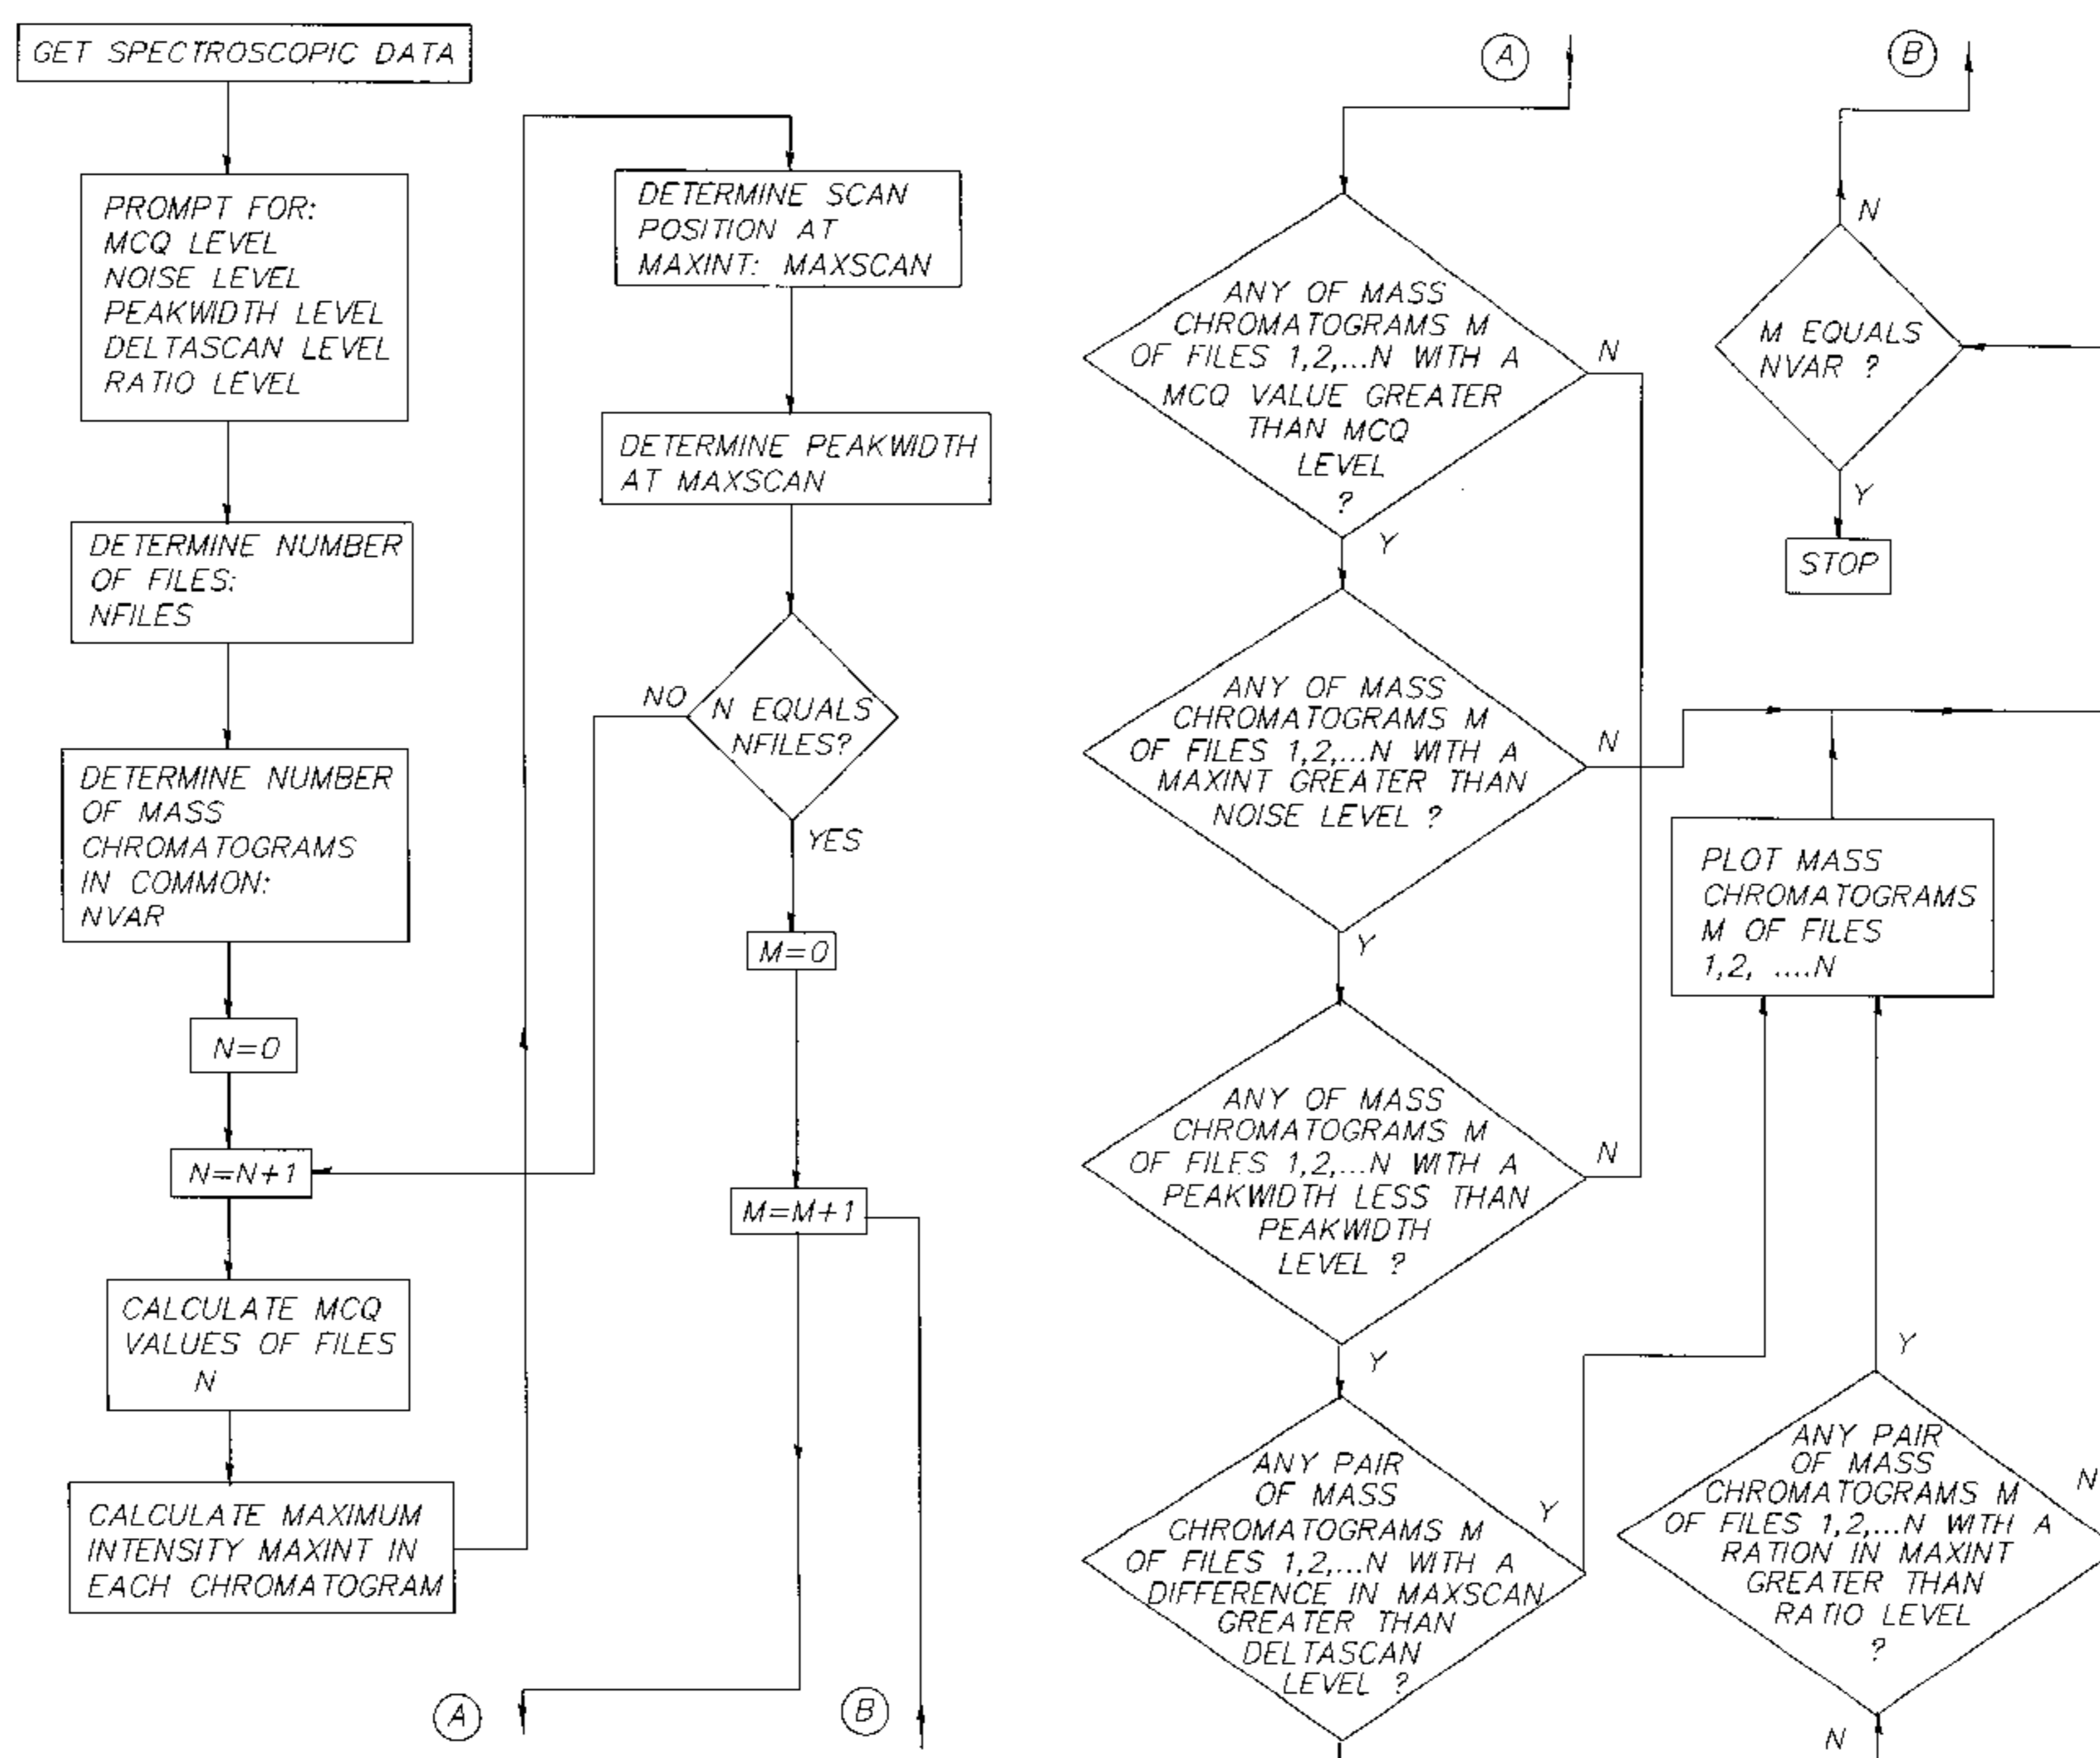 GET SPECTROSCOPIC DATA
PROMPT FOR:
MCQ LEVEL
NOISE LEVEL
PEAKWIDTH LEVEL
DELTASCAN LEVEL
RATIO LEVEL
DETERMINE NUMBER
OF FILES:
NFILES
DETERMINE NUMBER
OF MASS
CHROMATOGRAMS
IN COMMON:
NVAR
N=0
N=N+1
CALCULATE MCQ
VALUES OF FILES
N
CALCULATE MAXIMUM
INTENSITY MAXINT IN
EACH CHROMATOGRAM
DETERMINE SCAN
POSITION AT
MAXINT: MAXSCAN
DETERMINE PEAKWIDTH
AT MAXSCAN
NO
N EQUALS
NFILES?
YES
M=0
M=M+1
A
B
A
ANY OF MASS
CHROMATOGRAMS M
OF FILES 1,2,...N WITH A
MCQ VALUE GREATER
THAN MCQ
LEVEL
?
N
Y
ANY OF MASS
CHROMATOGRAMS M
OF FILES 1,2,...N WITH A
MAXINT GREATER THAN
NOISE LEVEL ?
N
Y
ANY OF MASS
CHROMATOGRAMS M
OF FILES 1,2,...N WITH A
PEAKWIDTH LESS THAN
PEAKWIDTH
LEVEL ?
N
Y
ANY PAIR
OF MASS
CHROMATOGRAMS M
OF FILES 1,2,...N WITH A
DIFFERENCE IN MAXSCAN
GREATER THAN
DELTASCAN
LEVEL ?
Y
B
N
M EQUALS
NVAR ?
Y
STOP
PLOT MASS
CHROMATOGRAMS
M OF FILES
1,2, ....N
Y
ANY PAIR
OF MASS
CHROMATOGRAMS M
OF FILES 1,2,...N WITH A
RATION IN MAXINT
GREATER THAN
RATIO LEVEL
?
N
N